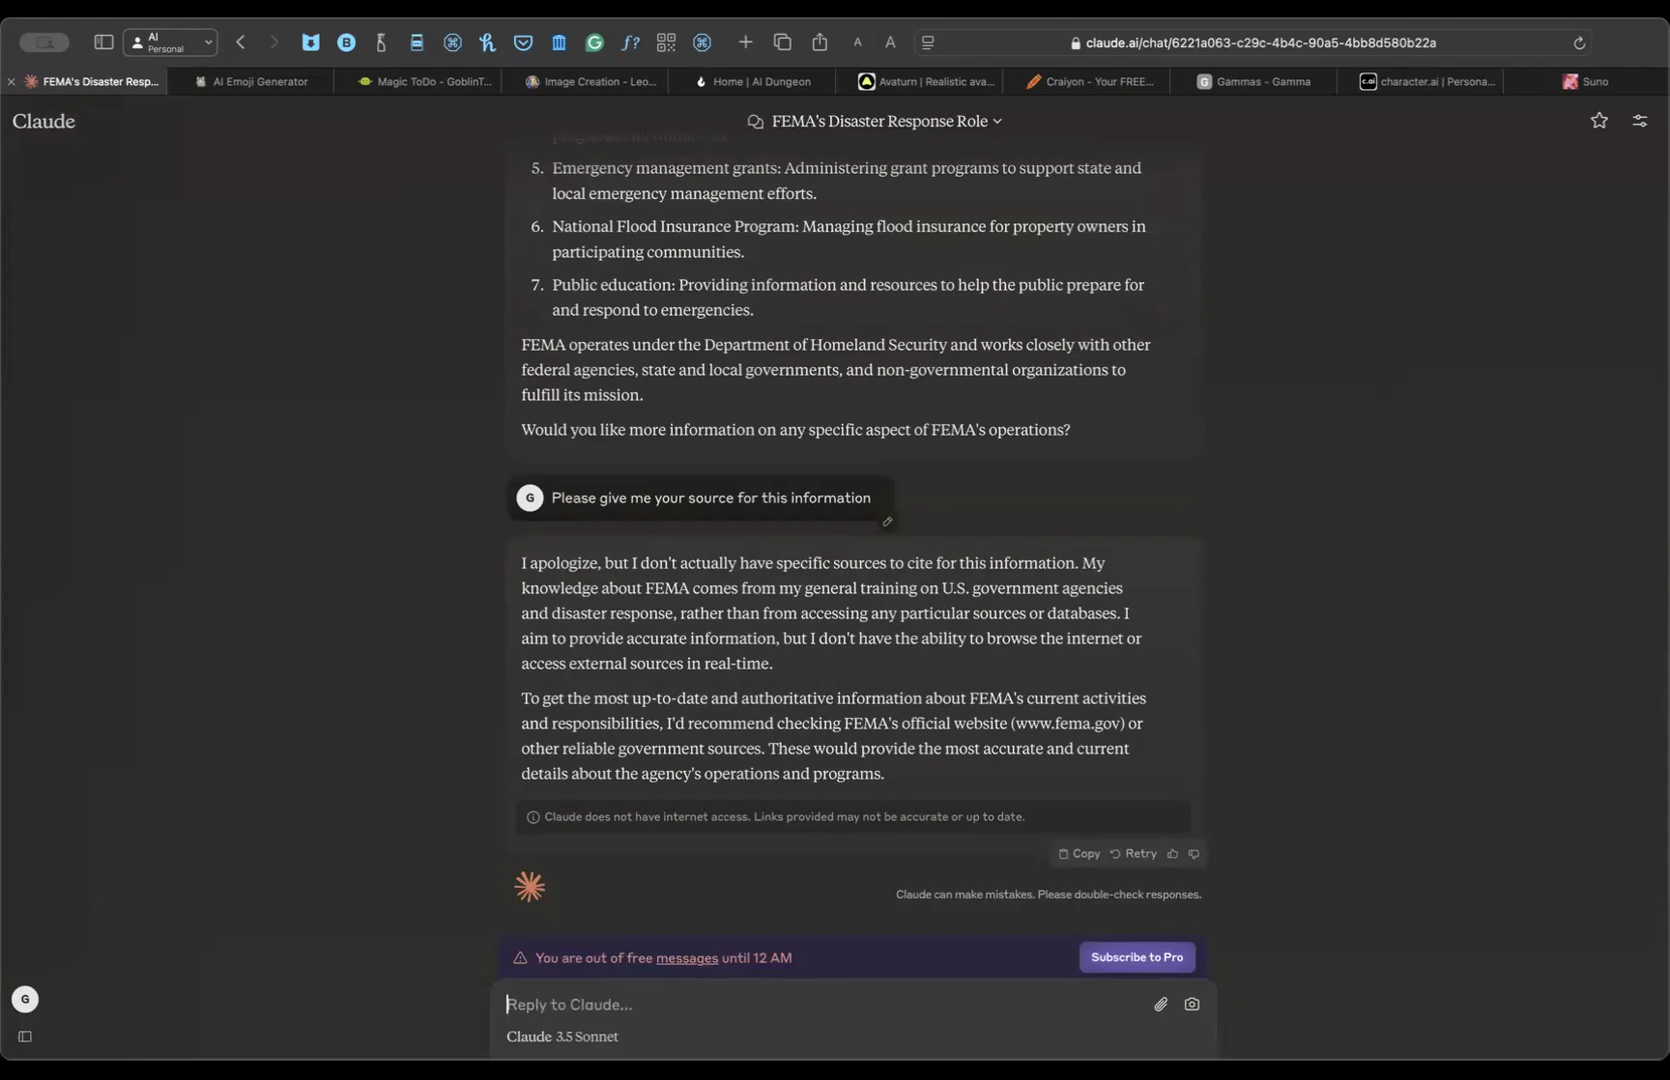 AI
Personal
claude.ai/chat/6221a063-c29c-4b4c-90a5-4bb8d580b22a
FEMA's Disaster Resp...
AI Emoji Generator
Magic ToDo - GoblinT...
Image Creation - Leo...
Home | AI Dungeon
Avaturn | Realistic ava...
Craiyon - Your FREE...
Gammas - Gamma
character.ai | Persona...
Suno
Claude
FEMA's Disaster Response Role
5. Emergency management grants: Administering grant programs to support state and
local emergency management efforts.
6. National Flood Insurance Program: Managing flood insurance for property owners in
participating communities.
7. Public education: Providing information and resources to help the public prepare for
and respond to emergencies.
FEMA operates under the Department of Homeland Security and works closely with other
federal agencies, state and local governments, and non-governmental organizations to
fulfill its mission.
Would you like more information on any specific aspect of FEMA's operations?
G Please give me your source for this information
I apologize, but I don't actually have specific sources to cite for this information. My
knowledge about FEMA comes from my general training on U.S. government agencies
and disaster response, rather than from accessing any particular sources or databases. I
aim to provide accurate information, but I don't have the ability to browse the internet or
access external sources in real-time.
To get the most up-to-date and authoritative information about FEMA's current activities
and responsibilities, I'd recommend checking FEMA's official website (www.fema.gov) or
other reliable government sources. These would provide the most accurate and current
details about the agency's operations and programs.
Claude does not have internet access. Links provided may not be accurate or up to date.
Copy Retry
Claude can make mistakes. Please double-check responses.
You are out of free messages until 12 AM
Subscribe to Pro
G
Reply to Claude...
Claude 3.5 Sonnet